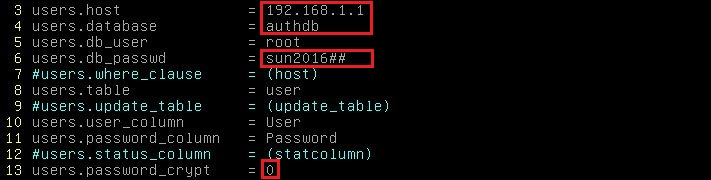 3 users.host = 192.168.1.1
4 users.database = authdb
5 users.db_user = root
6 users.db_passwd = sun2016##
7 #users.where_clause = (host)
8 users.table = user
9 #users.update_table = (update_table)
10 users.user_column = User
11 users.password_column = Password
12 #users.status_column = (statcolumn)
13 users.password_crypt = 0